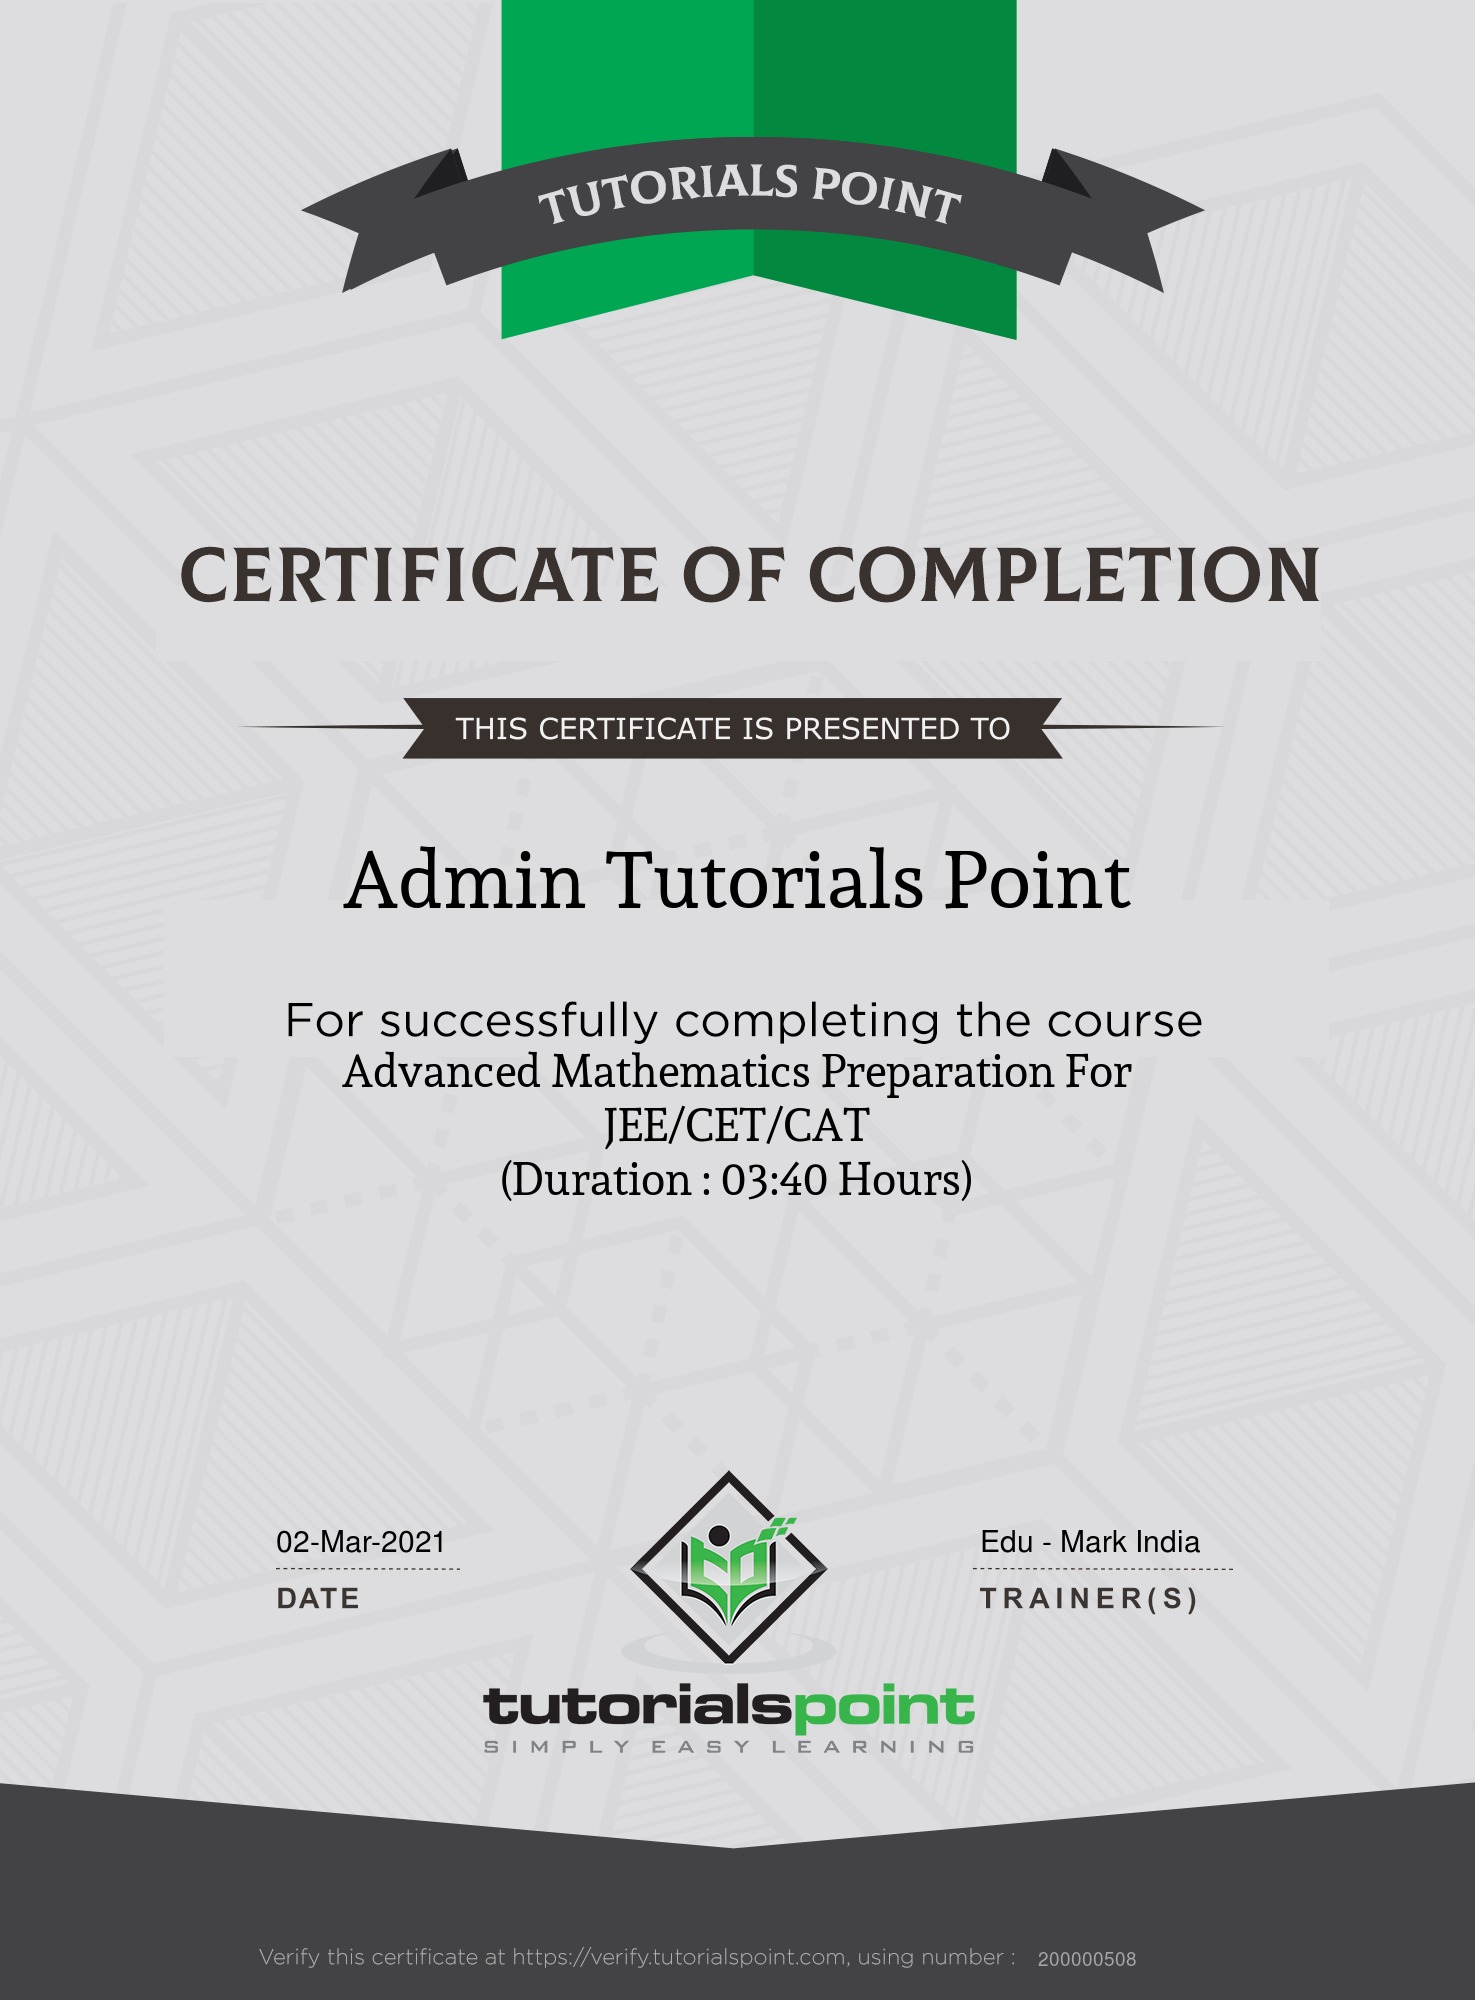 TUTORIALS POINT
CERTIFICATE OF COMPLETION
THIS CERTIFICATE IS PRESENTED TO
Admin Tutorials Point
For successfully completing the course
Advanced Mathematics Preparation For
JEE/CET/CAT
(Duration : 03:40 Hours)
02-Mar-2021
DATE
Edu - Mark India
TRAINER(S)
tutorialspoint
SIMPLY EASY LEARNING
Verify this certificate at https://verify.tutorialspoint.com, using number : 200000508